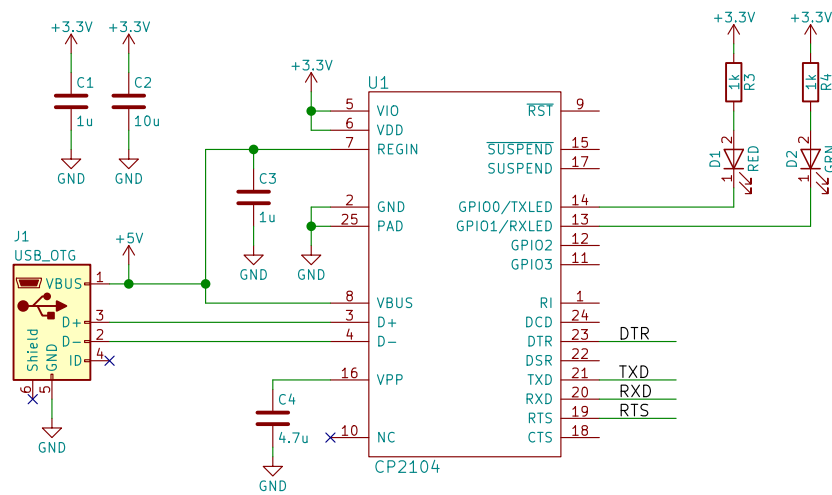 +3.3V
+3.3V
C1
1u
GND
C2
10u
GND
+3.3V
U1
5 VIO
6 VDD
7 REGIN
2 GND
25 PAD
8 VBUS
3 D+
4 D-
16 VPP
10 NC
RST 9
SUSPEND 15
SUSPEND 17
GPIO0/TXLED 14
GPIO1/RXLED 13
GPIO2 12
GPIO3 11
RI 1
DCD 24
DTR 23 DTR
DSR 22
TXD 21 TXD
RXD 20 RXD
RTS 19 RTS
CTS 18
CP2104
C3
1u
GND
GND
J1
USB_OTG
+5V
VBUS 1
D+ 3
D- 2
ID 4
Shield 6
GND 5
GND
C4
4.7u
GND
+3.3V
1k R3
2
D1 RED
1
+3.3V
1k R4
2
D2 GRN
1